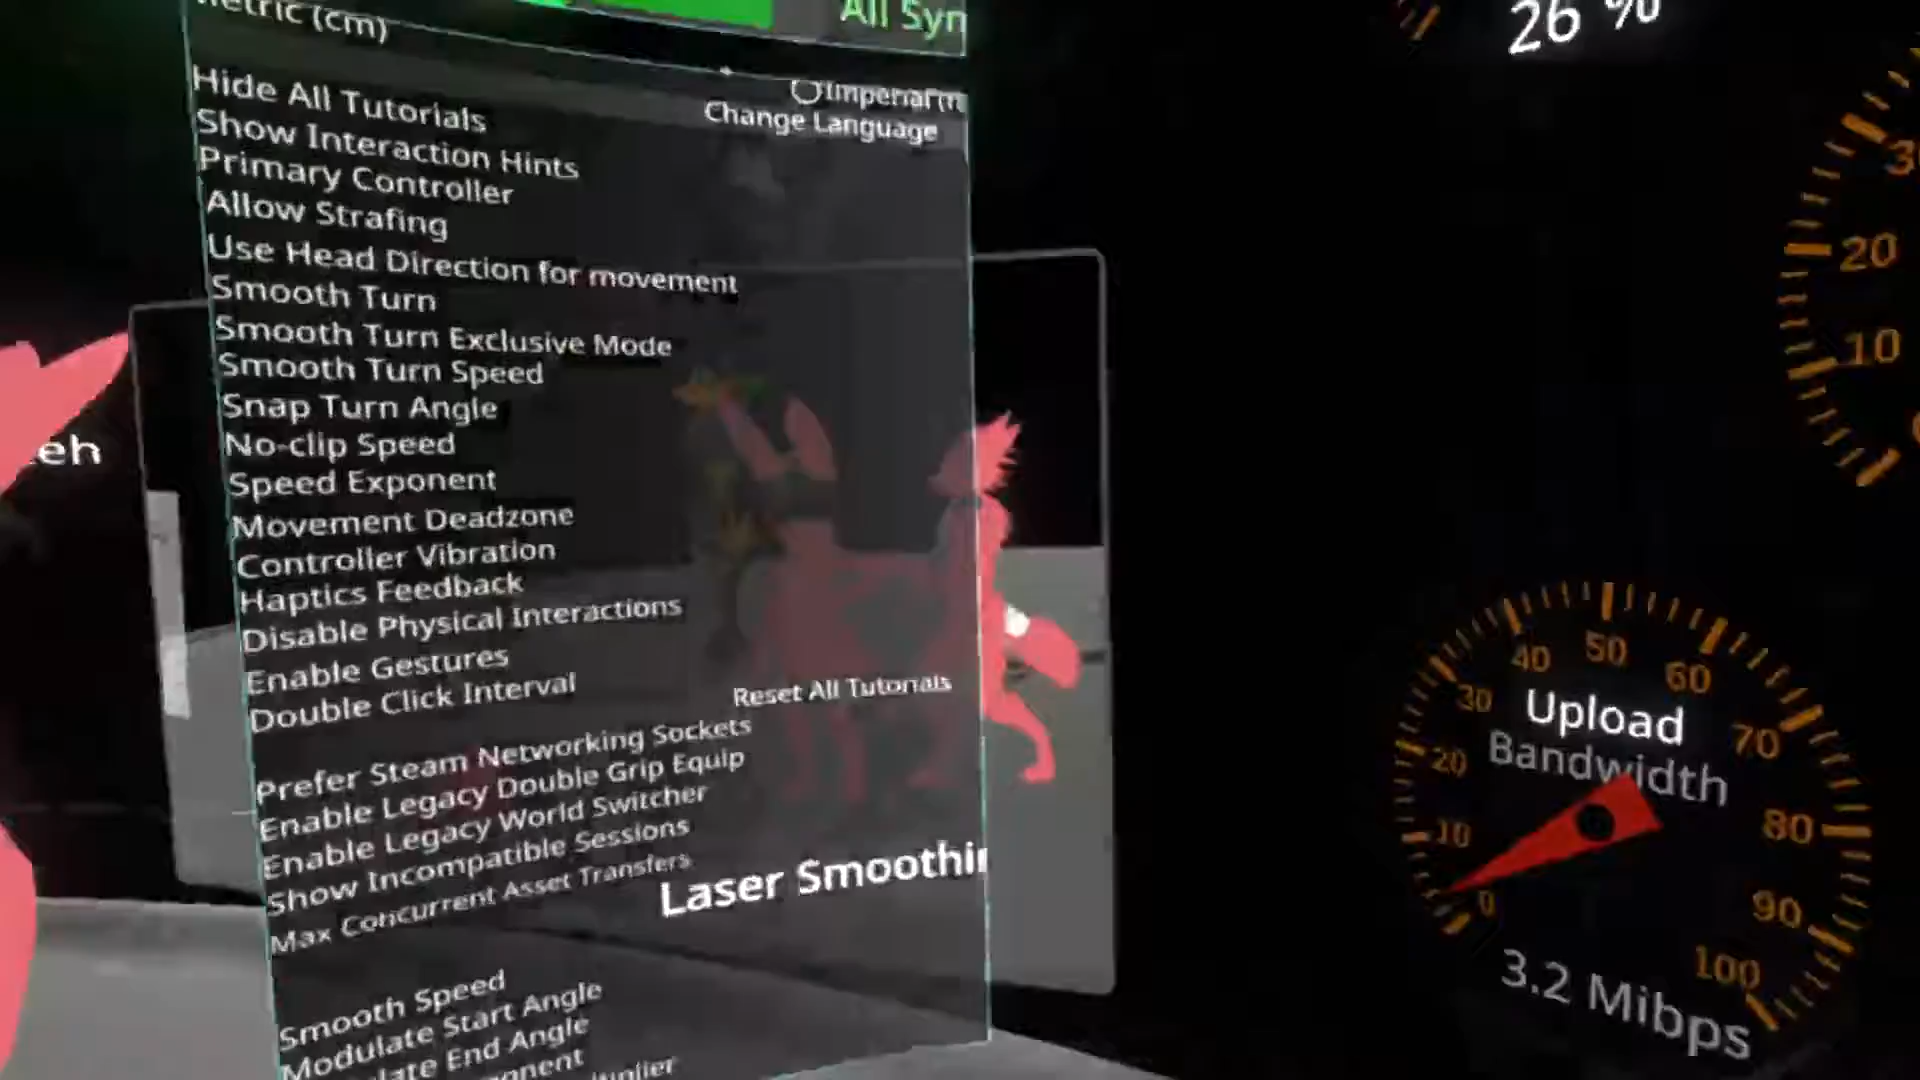 All Syn
26 %
(cm)
Hide All Tutorials
Show Interaction Hints
Change Language
Primary Controller
Allow Strafing
Use Head Direction for movement
Smooth Turn
Smooth Turn Exclusive Mode
Smooth Turn Speed
Snap Turn Angle
No-clip Speed
Speed Exponent
Movement Deadzone
Controller Vibration
Haptics Feedback
Disable Physical Interactions
Enable Gestures
Double Click Interval
Reset All Tutorials
Prefer Steam Networking Sockets
Enable Legacy Double Grip Equip
Enable Legacy World Switcher
Show Incompatible Sessions
Max Concurrent Asset Transfers
Laser Smoothin
Smooth Speed
Modulate Start Angle
late End Angle
eh
20
10
0 10 20 30 40 50 60 70 80 90 100
Upload
Bandwidth
3.2 Mibps